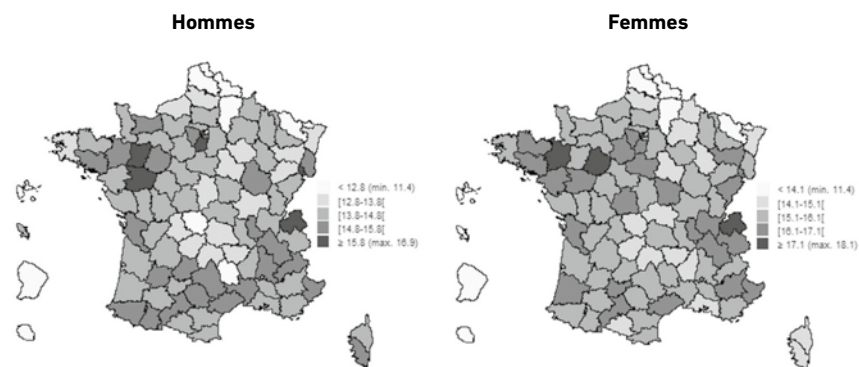 Hommes
Femmes
< 12.8 (min. 11.4)
[12.8-13.8[
[13.8-14.8[
[14.8-15.8[
≥ 15.8 (max. 16.9)
< 14.1 (min. 11.4)
[14.1-15.1[
[15.1-16.1[
[16.1-17.1[
≥ 17.1 (max. 18.1)